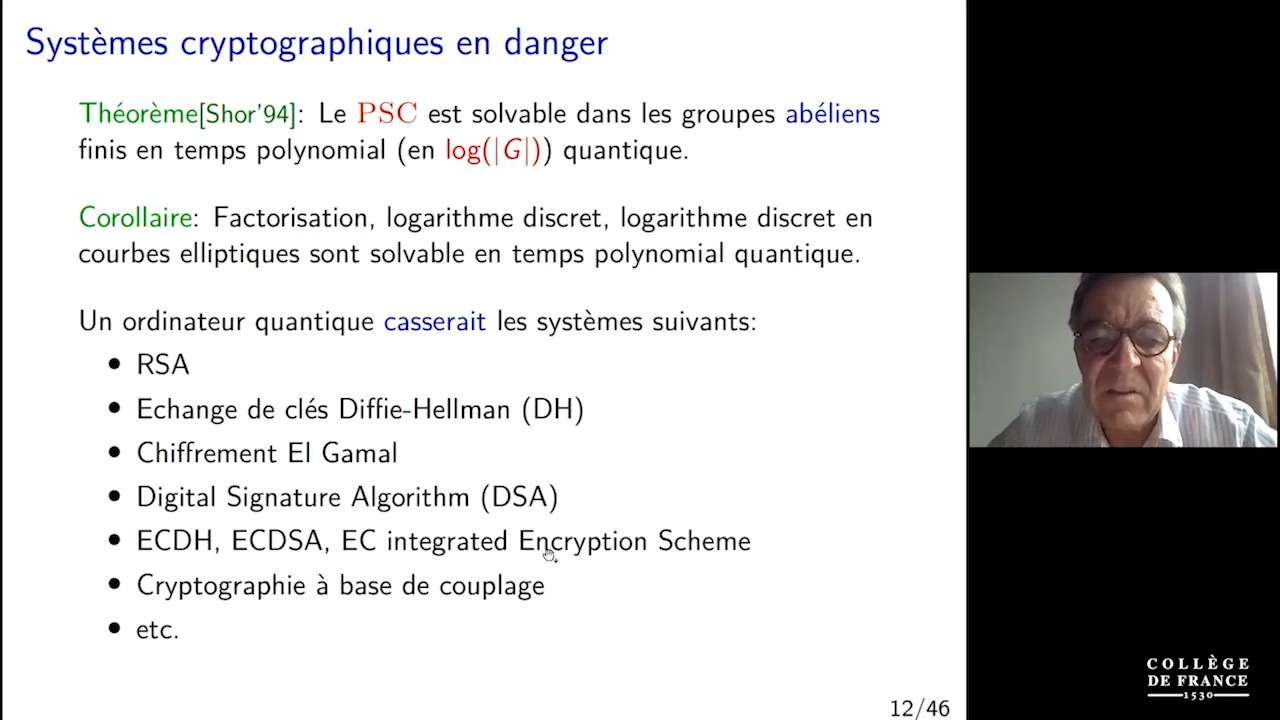 Systèmes cryptographiques en danger
Théorème[Shor'94]: Le PSC est solvable dans les groupes abéliens
finis en temps polynomial (en log(|G|)) quantique.
Corollaire: Factorisation, logarithme discret, logarithme discret en
courbes elliptiques sont solvable en temps polynomial quantique.
Un ordinateur quantique casserait les systèmes suivants:
• RSA
• Echange de clés Diffie-Hellman (DH)
• Chiffrement El Gamal
• Digital Signature Algorithm (DSA)
• ECDH, ECDSA, EC integrated Encryption Scheme
• Cryptographie à base de couplage
• etc.
12/46
COLLÈGE
DE FRANCE
1530